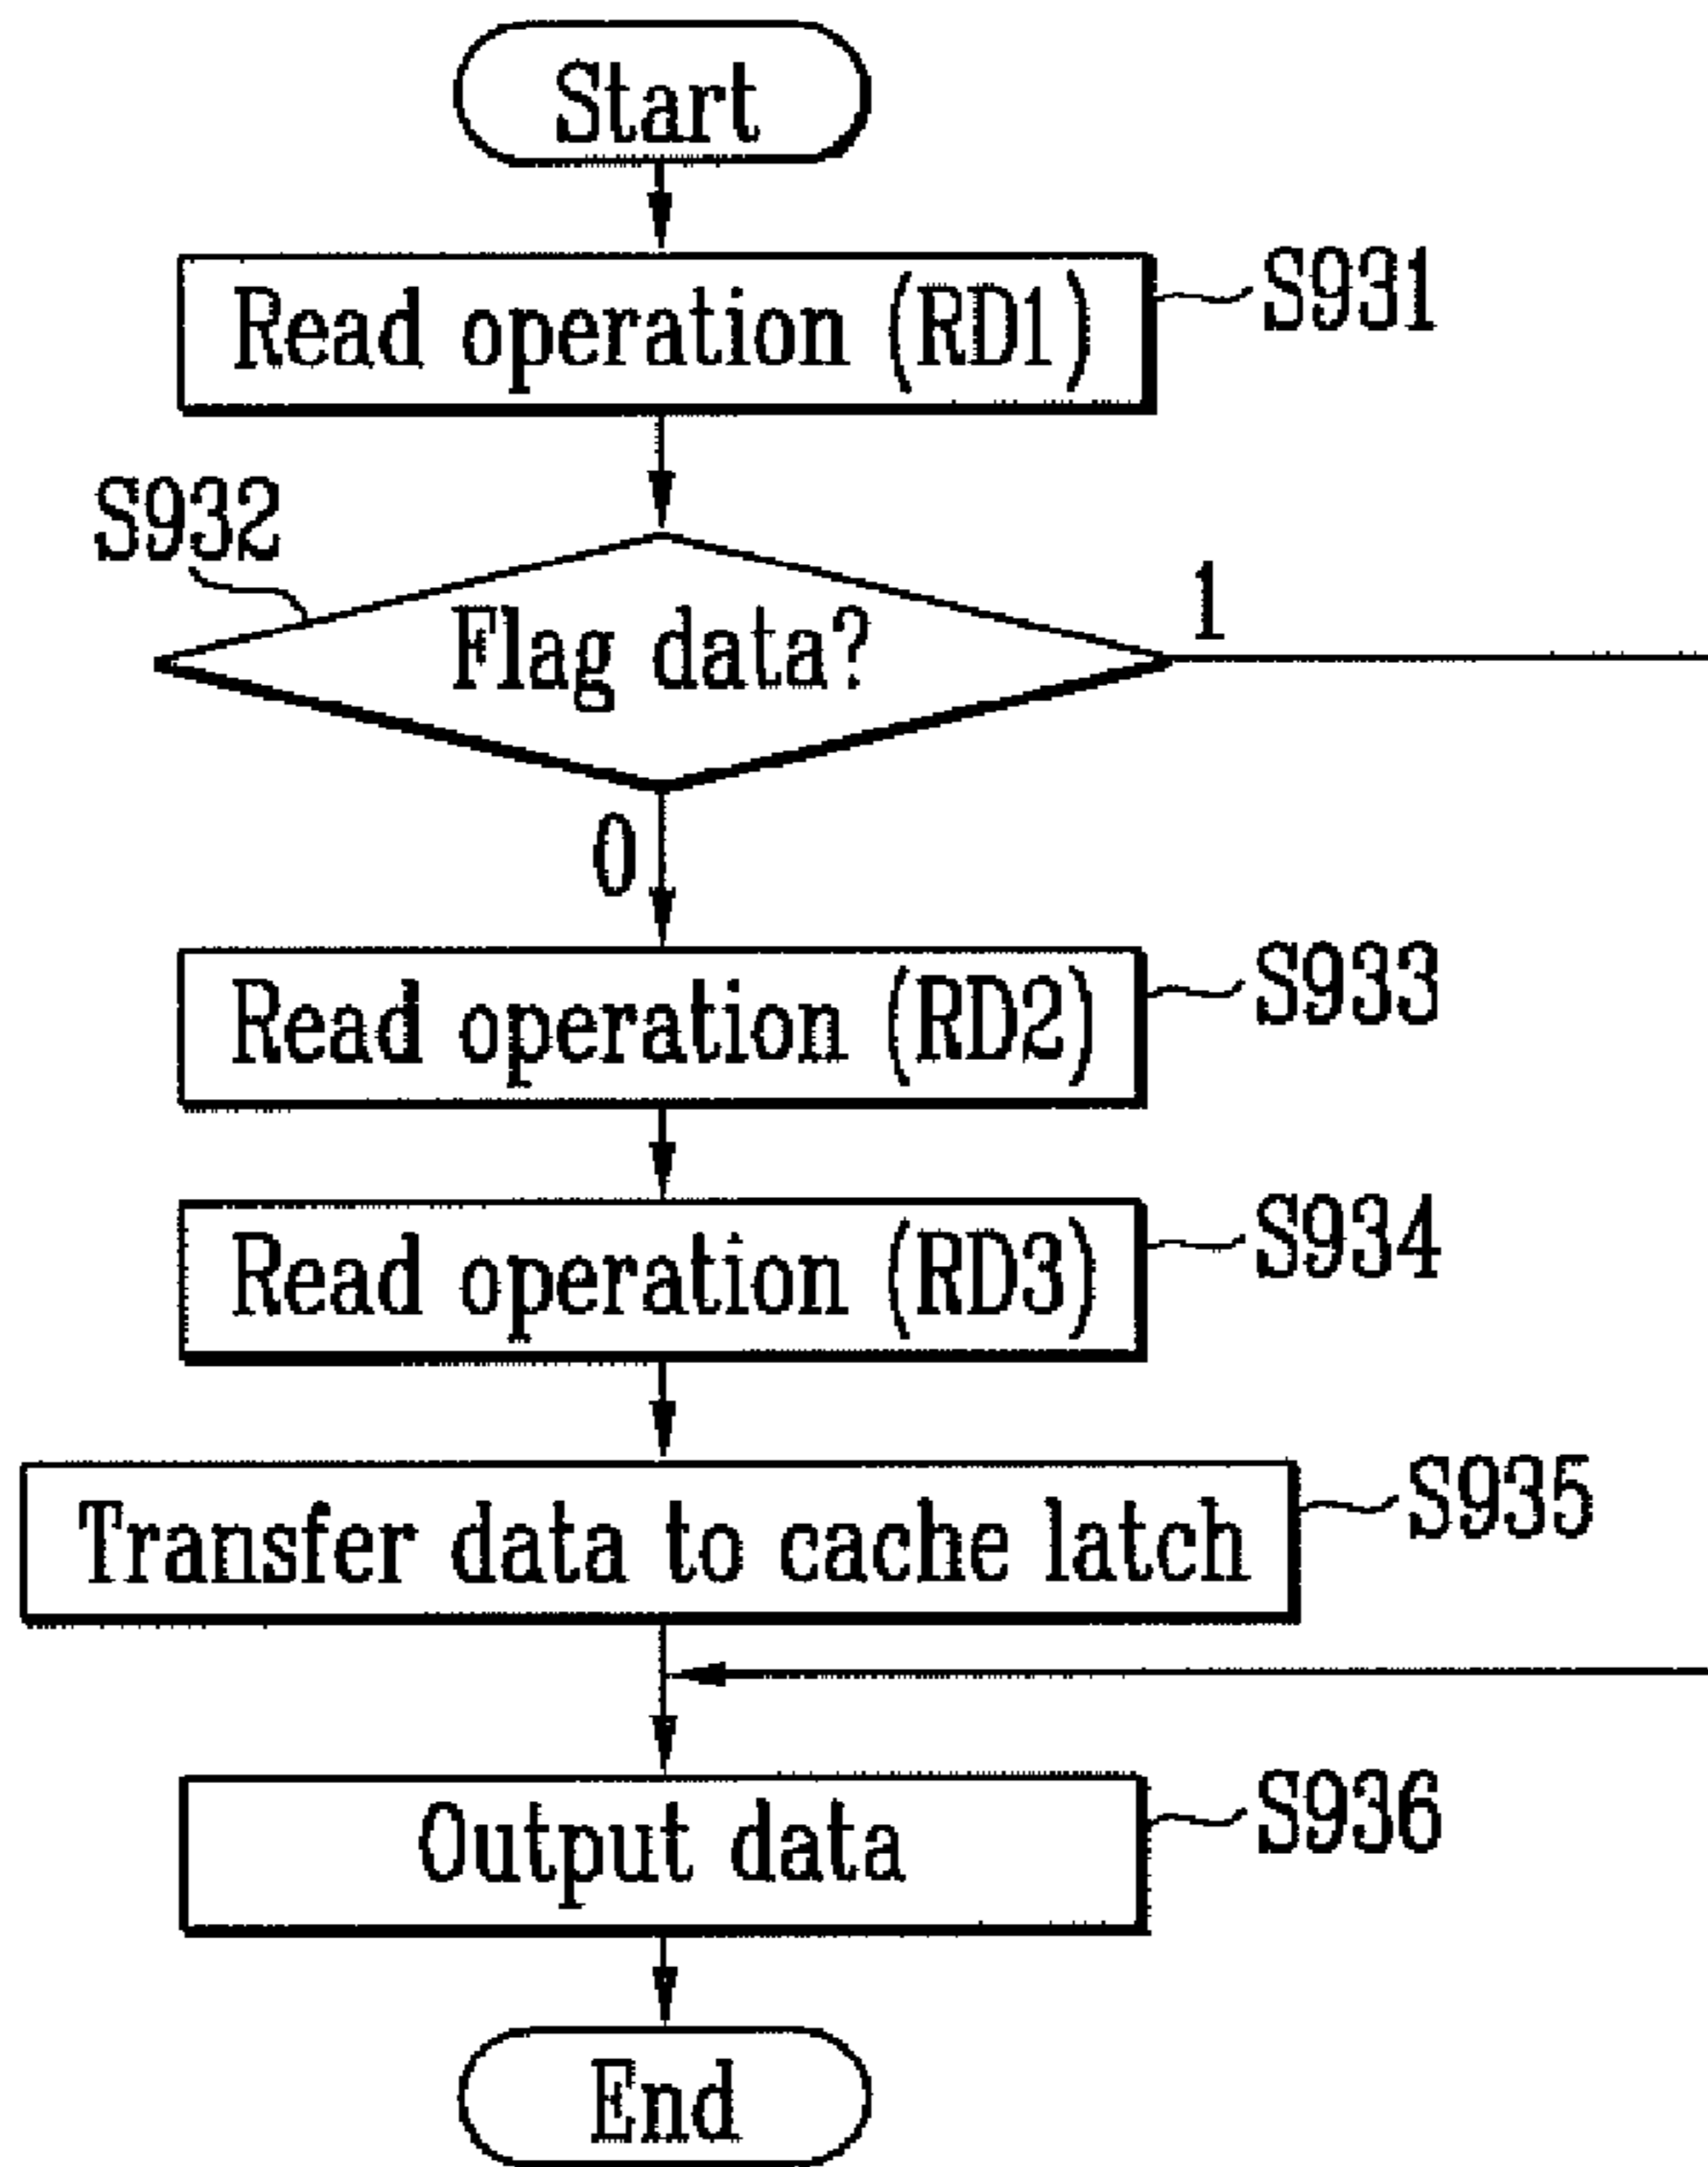 Start
Read operation (RD1)
S931
S932
Flag data?
1
0
Read operation (RD2)
S933
Read operation (RD3)
S934
Transfer data to cache latch
S935
Output data
S936
End